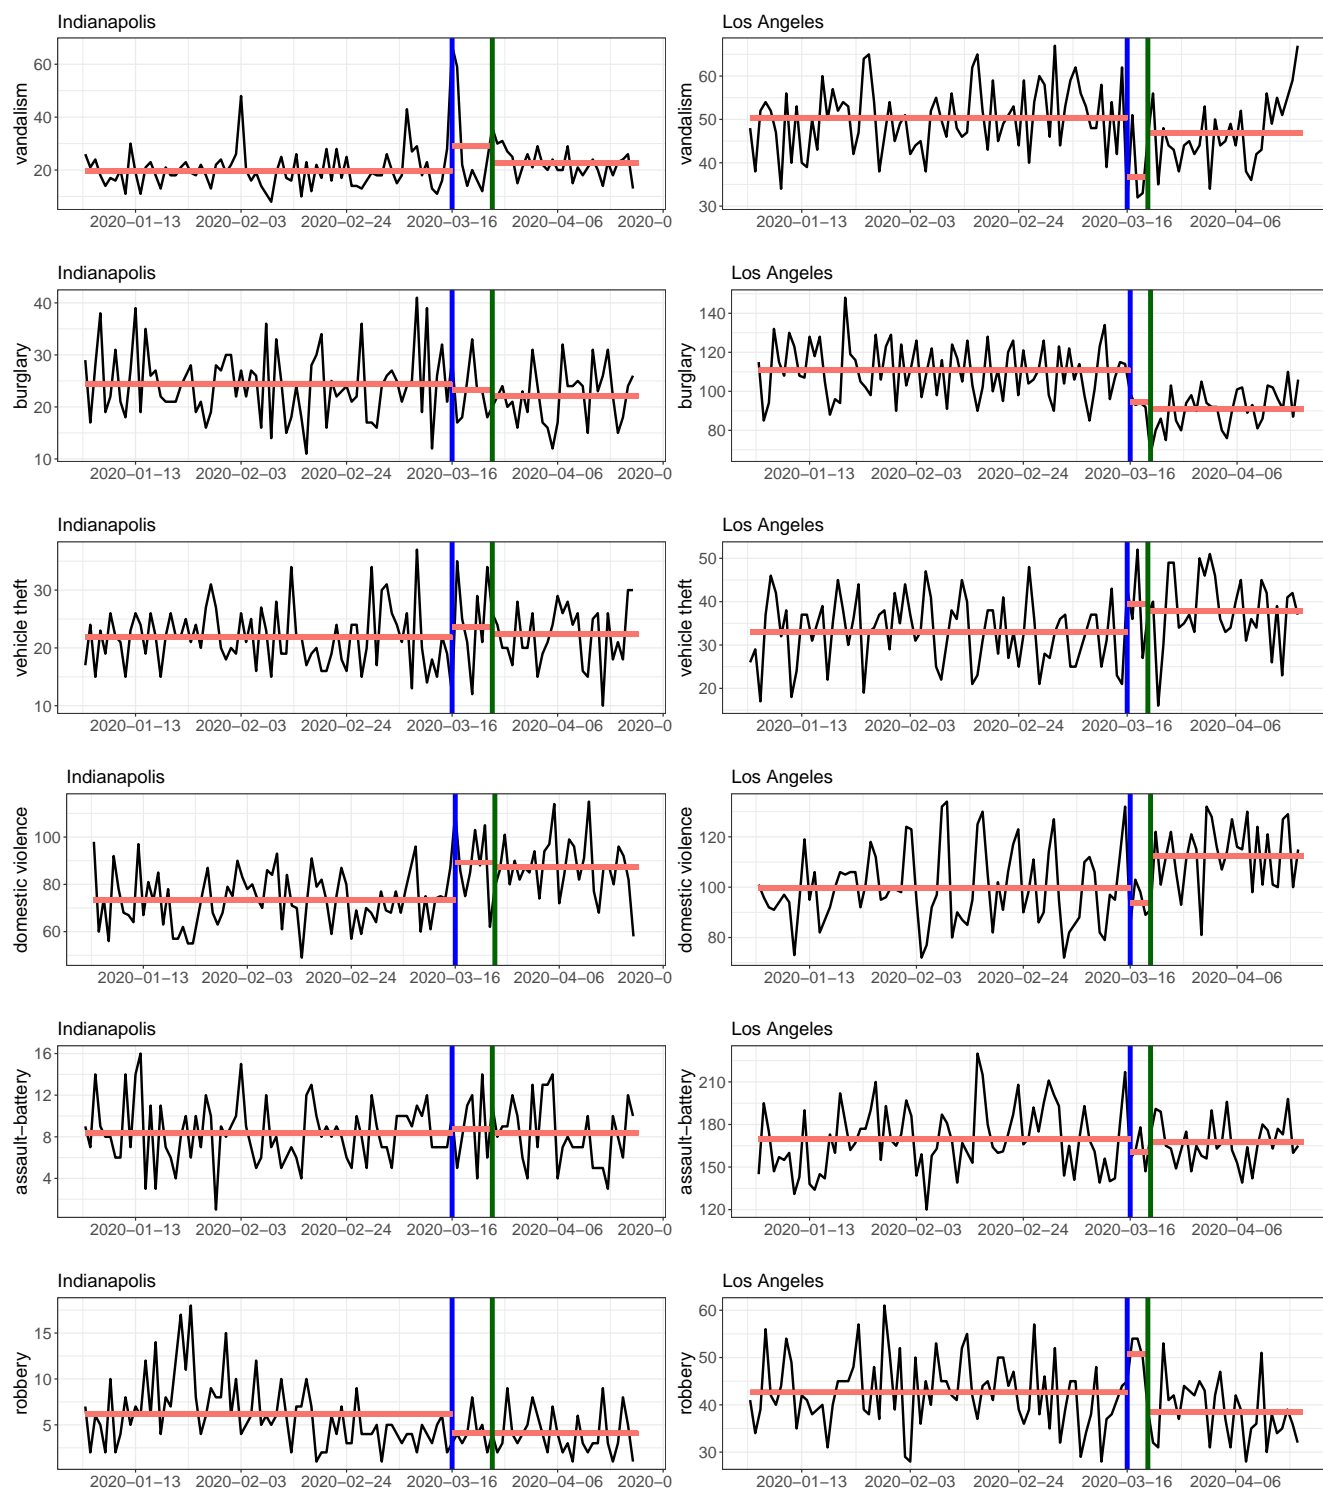 Indianapolis
vandalism
60
40
20
2020−01−13 2020−02−03 2020−02−24 2020−03−16 2020−04−06 2020−0
Los Angeles
vandalism
60
50
40
30
2020−01−13 2020−02−03 2020−02−24 2020−03−16 2020−04−06
Indianapolis
burglary
40
30
20
10
2020−01−13 2020−02−03 2020−02−24 2020−03−16 2020−04−06 2020−0
Los Angeles
burglary
140
120
100
80
2020−01−13 2020−02−03 2020−02−24 2020−03−16 2020−04−06
Indianapolis
vehicle theft
30
20
10
2020−01−13 2020−02−03 2020−02−24 2020−03−16 2020−04−06 2020−0
Los Angeles
vehicle theft
50
40
30
20
2020−01−13 2020−02−03 2020−02−24 2020−03−16 2020−04−06
Indianapolis
domestic violence
100
80
60
2020−01−13 2020−02−03 2020−02−24 2020−03−16 2020−04−06 2020−0
Los Angeles
domestic violence
120
100
80
2020−01−13 2020−02−03 2020−02−24 2020−03−16 2020−04−06
Indianapolis
assault−battery
16
12
8
4
2020−01−13 2020−02−03 2020−02−24 2020−03−16 2020−04−06 2020−0
Los Angeles
assault−battery
210
180
150
120
2020−01−13 2020−02−03 2020−02−24 2020−03−16 2020−04−06
Indianapolis
robbery
15
10
5
2020−01−13 2020−02−03 2020−02−24 2020−03−16 2020−04−06 2020−0
Los Angeles
robbery
60
50
40
30
2020−01−13 2020−02−03 2020−02−24 2020−03−16 2020−04−06